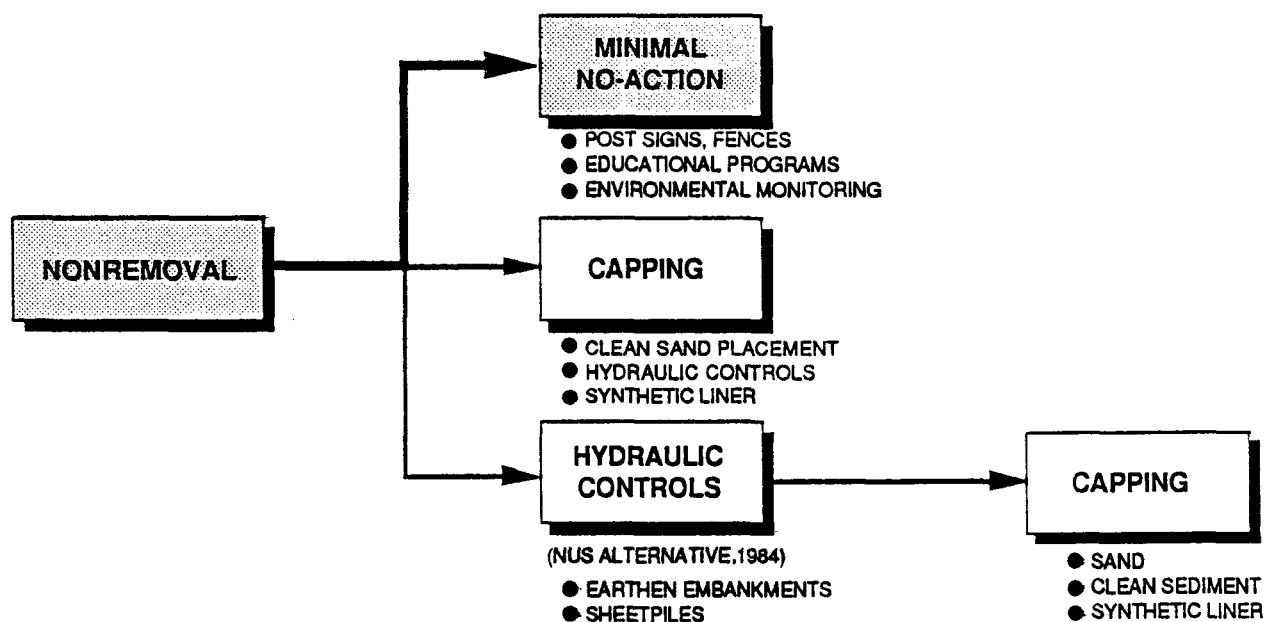 MINIMAL
NO-ACTION
● POST SIGNS, FENCES
● EDUCATIONAL PROGRAMS
● ENVIRONMENTAL MONITORING
NONREMOVAL
CAPPING
● CLEAN SAND PLACEMENT
● HYDRAULIC CONTROLS
● SYNTHETIC LINER
HYDRAULIC
CONTROLS
(NUS ALTERNATIVE,1984)
● EARTHEN EMBANKMENTS
● SHEETPILES
CAPPING
● SAND
● CLEAN SEDIMENT
● SYNTHETIC LINER